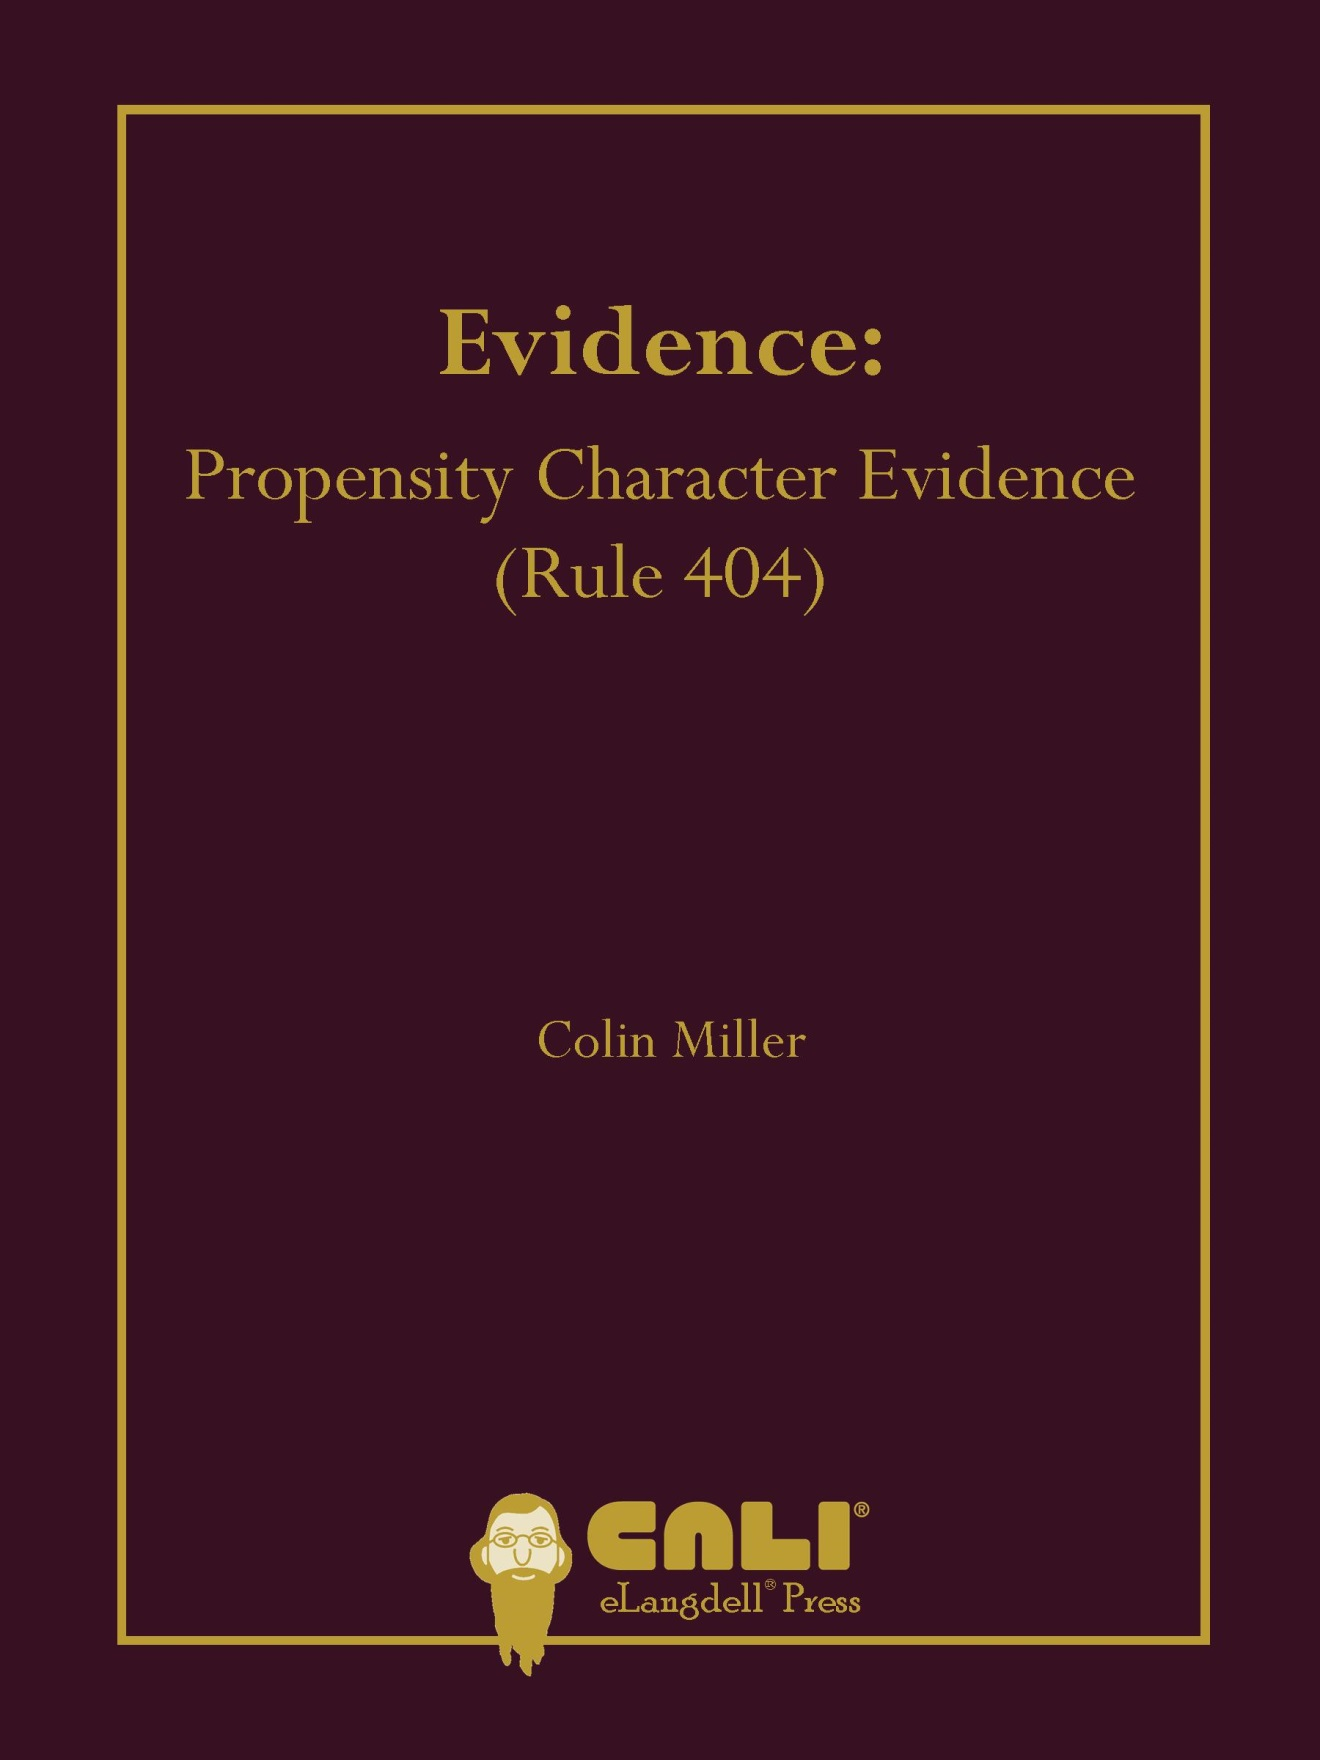 Evidence:
Propensity Character Evidence
(Rule 404)
Colin Miller
CALI®
eLangdell® Press